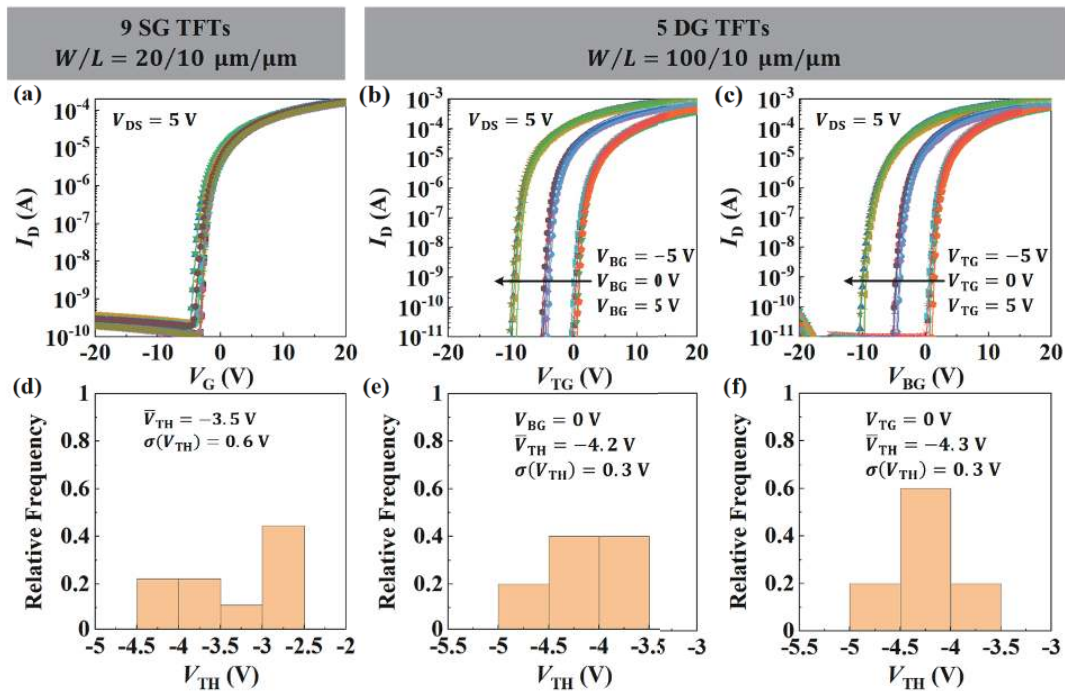 9 SG TFTs
W/L = 20/10 μm/μm
5 DG TFTs
W/L = 100/10 μm/μm
(a)
V_DS = 5 V
I_D (A)
10^-4
10^-5
10^-6
10^-7
10^-8
10^-9
10^-10
-20 -10 0 10 20
V_G (V)
(b)
V_DS = 5 V
I_D (A)
10^-3
10^-4
10^-5
10^-6
10^-7
10^-8
10^-9
10^-10
10^-11
V_BG = -5 V
V_BG = 0 V
V_BG = 5 V
-20 -10 0 10 20
V_TG (V)
(c)
V_DS = 5 V
I_D (A)
10^-3
10^-4
10^-5
10^-6
10^-7
10^-8
10^-9
10^-10
10^-11
V_TG = -5 V
V_TG = 0 V
V_TG = 5 V
-20 -10 0 10 20
V_BG (V)
(d)
V̅_TH = -3.5 V
σ(V_TH) = 0.6 V
Relative Frequency
1
0.8
0.6
0.4
0.2
0
-5 -4.5 -4 -3.5 -3 -2.5 -2
V_TH (V)
(e)
V_BG = 0 V
V̅_TH = -4.2 V
σ(V_TH) = 0.3 V
Relative Frequency
1
0.8
0.6
0.4
0.2
0
-5.5 -5 -4.5 -4 -3.5 -3
V_TH (V)
(f)
V_TG = 0 V
V̅_TH = -4.3 V
σ(V_TH) = 0.3 V
Relative Frequency
1
0.8
0.6
0.4
0.2
0
-5.5 -5 -4.5 -4 -3.5 -3
V_TH (V)